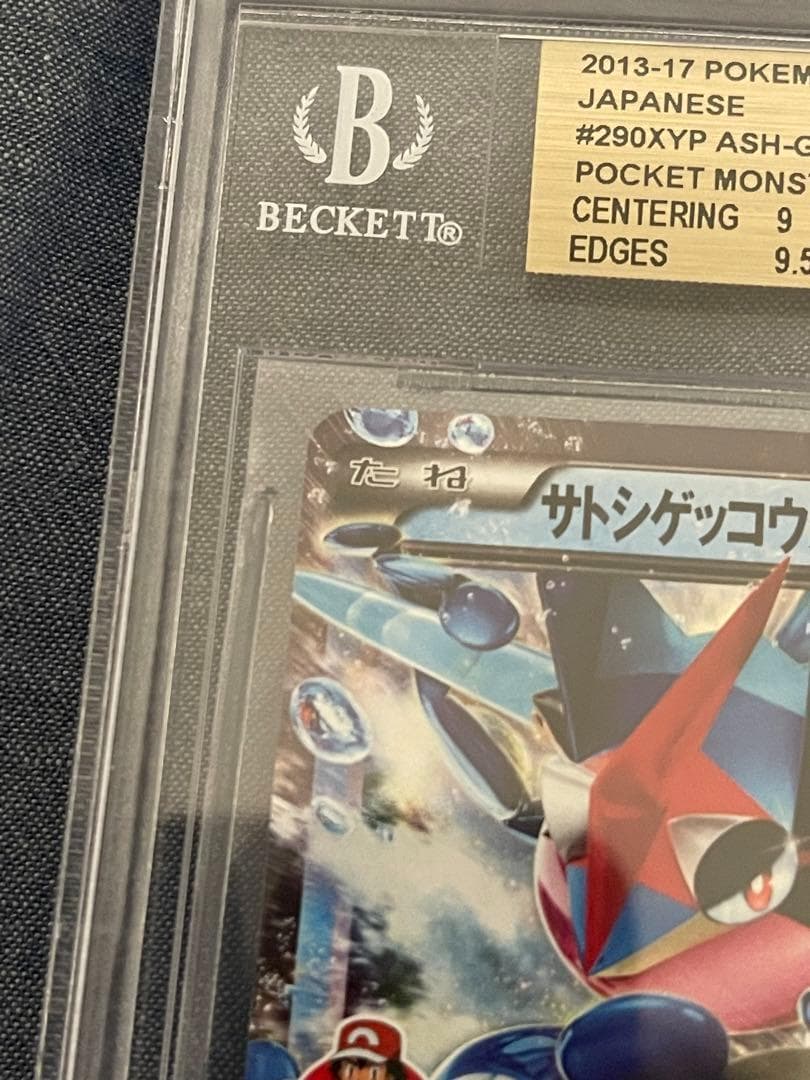 B
BECKETT®
2013-17 POKEM
JAPANESE
#290XYP ASH-G
POCKET MONS
CENTERING 9
EDGES 9.5
たね
サトシゲッコウ